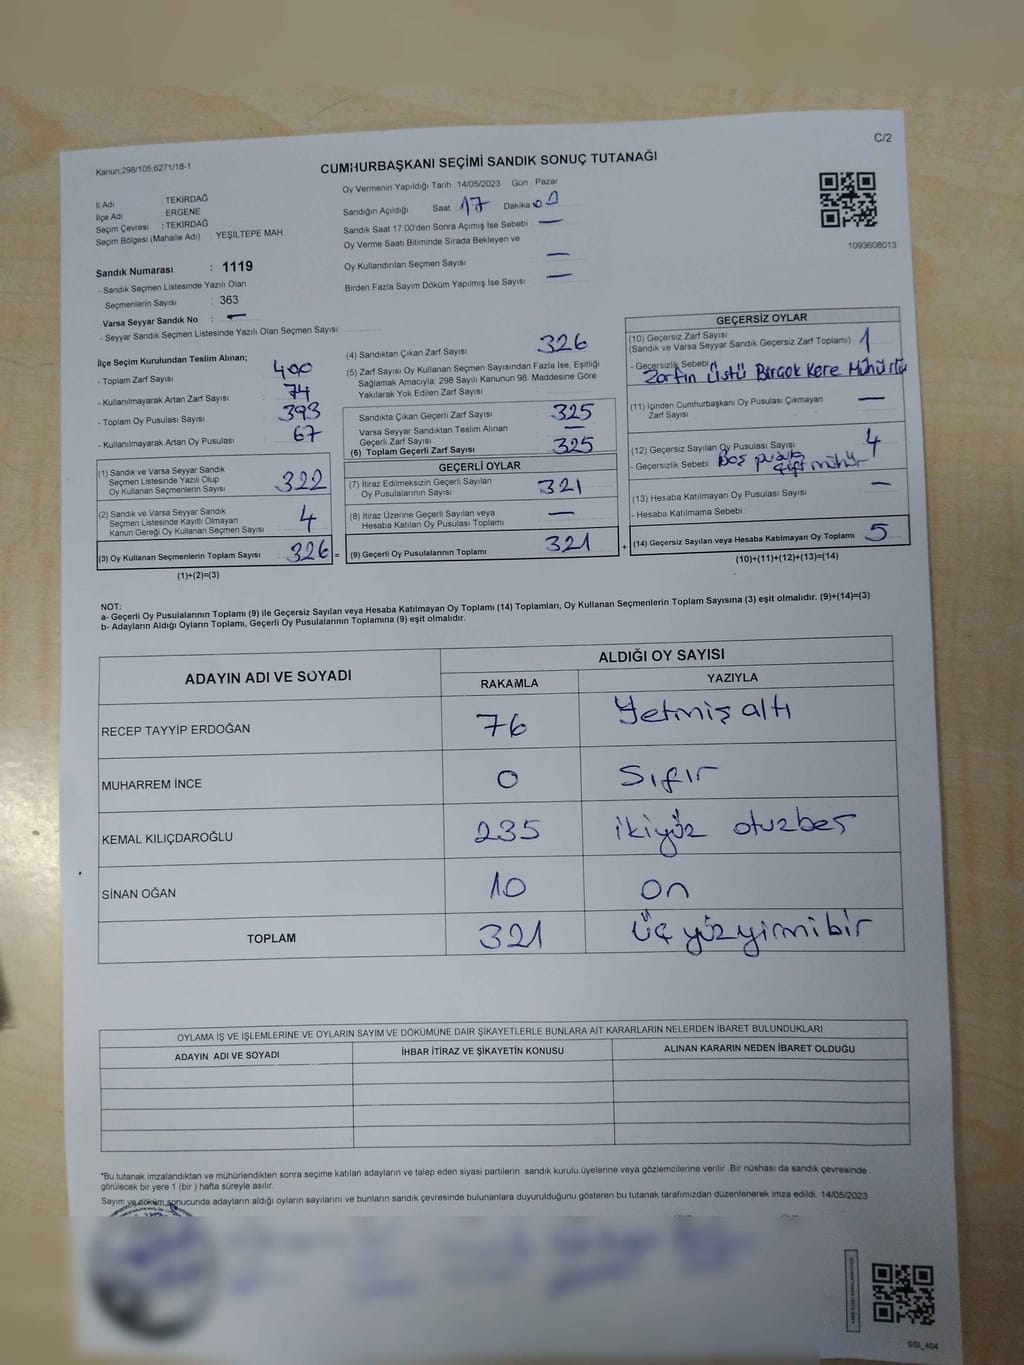 C/2
Kanun;298/105;6271/18-1
CUMHURBAŞKANI SEÇİMİ SANDIK SONUÇ TUTANAĞI
Oy Vermenin Yapıldığı Tarih : 14/05/2023 Gün : Pazar
İl Adı : TEKİRDAĞ
İlçe Adı : ERGENE
Seçim Çevresi : TEKİRDAĞ
Seçim Bölgesi (Mahalle Adı) YEŞİLTEPE MAH.
Sandığın Açıldığı Saat 17 Dakika 00
Sandık Saat 17:00'den Sonra Açımış İse Sebebi —
Oy Verme Saati Bitiminde Sırada Bekleyen ve
Oy Kullandırılan Seçmen Sayısı —
Birden Fazla Sayım Döküm Yapılmış İse Sayısı: —
1093608013
Sandık Numarası : 1119
- Sandık Seçmen Listesinde Yazılı Olan
Seçmenlerin Sayısı : 363
Varsa Seyyar Sandık No : —
- Seyyar Sandık Seçmen Listesinde Yazılı Olan Seçmen Sayısı:
İlçe Seçim Kurulundan Teslim Alınan;
- Toplam Zarf Sayısı : 400
- Kullanılmayarak Artan Zarf Sayısı : 74
- Toplam Oy Pusulası Sayısı : 393
- Kullanılmayarak Artan Oy Pusulası : 67
(1) Sandık ve Varsa Seyyar Sandık
Seçmen Listesinde Yazılı Olup
Oy Kullanan Seçmenlerin Sayısı : 322
(2) Sandık ve Varsa Seyyar Sandık
Seçmen Listesinde Kayıtlı Olmayan
Kanun Gereği Oy Kullanan Seçmen Sayısı : 4
(3) Oy Kullanan Seçmenlerin Toplam Sayısı : 326 =
(1)+(2)=(3)
(4) Sandıktan Çıkan Zarf Sayısı : 326
(5) Zarf Sayısı Oy Kullanan Seçmen Sayısından Fazla İse, Eşitliği
Sağlamak Amacıyla, 298 Sayılı Kanunun 98. Maddesine Göre
Yakılarak Yok Edilen Zarf Sayısı :
Sandıkta Çıkan Geçerli Zarf Sayısı : 325
Varsa Seyyar Sandıktan Teslim Alınan
Geçerli Zarf Sayısı : —
(6) Toplam Geçerli Zarf Sayısı : 325
GEÇERLİ OYLAR
(7) İtiraz Edilmeksizin Geçerli Sayılan
Oy Pusulalarının Sayısı : 321
(8) İtiraz Üzerine Geçerli Sayılan veya
Hesaba Katılan Oy Pusulası Toplamı : —
(9) Geçerli Oy Pusulalarının Toplamı : 321 +
GEÇERSİZ OYLAR
(10) Geçersiz Zarf Sayısı
(Sandık ve Varsa Seyyar Sandık Geçersiz Zarf Toplamı) : 1
- Geçersizlik Sebebi : Zarfın Üstü Birçok Kere Mühürlü
(11) İçinden Cumhurbaşkanı Oy Pusulası Çıkmayan
Zarf Sayısı : —
(12) Geçersiz Sayılan Oy Pusulası Sayısı : 4
- Geçersizlik Sebebi : Boş pusula
çift mühür
(13) Hesaba Katılmayan Oy Pusulası Sayısı : —
- Hesaba Katılmama Sebebi :
(14) Geçersiz Sayılan veya Hesaba Katılmayan Oy Toplamı : 5
(10)+(11)+(12)+(13)=(14)
NOT:
a- Geçerli Oy Pusulalarının Toplamı (9) ile Geçersiz Sayılan veya Hesaba Katılmayan Oy Toplamı (14) Toplamları, Oy Kullanan Seçmenlerin Toplam Sayısına (3) eşit olmalıdır. (9)+(14)=(3)
b- Adayların Aldığı Oyların Toplamı, Geçerli Oy Pusulalarının Toplamına (9) eşit olmalıdır.
ADAYIN ADI VE SOYADI ALDIĞI OY SAYISI
RAKAMLA YAZIYLA
RECEP TAYYİP ERDOĞAN 76 Yetmiş altı
MUHARREM İNCE 0 Sıfır
KEMAL KILIÇDAROĞLU 235 ikiyüz otuzbeş
SİNAN OĞAN 10 on
TOPLAM 321 üç yüz yirmi bir
OYLAMA İŞ VE İŞLEMLERİNE VE OYLARIN SAYIM VE DÖKÜMÜNE DAİR ŞİKAYETLERLE BUNLARA AİT KARARLARIN NELERDEN İBARET BULUNDUKLARI
ADAYIN ADI VE SOYADI İHBAR İTİRAZ VE ŞİKAYETİN KONUSU ALINAN KARARIN NEDEN İBARET OLDUĞU
*Bu tutanak imzalandıktan ve mühürlendikten sonra seçime katılan adayların ve talep eden siyasi partilerin sandık kurulu üyelerine veya gözlemcilerine verilir. Bir nüshası da sandık çevresinde
görülecek bir yere 1 (bir ) hafta süreyle asılır.
Sayım ve döküm sonucunda adayların aldığı oyların sayılarını ve bunların sandık çevresinde bulunanlara duyurulduğunu gösteren bu tutanak tarafımızdan düzenlenerek imza edildi. 14/05/2023
SSI_404